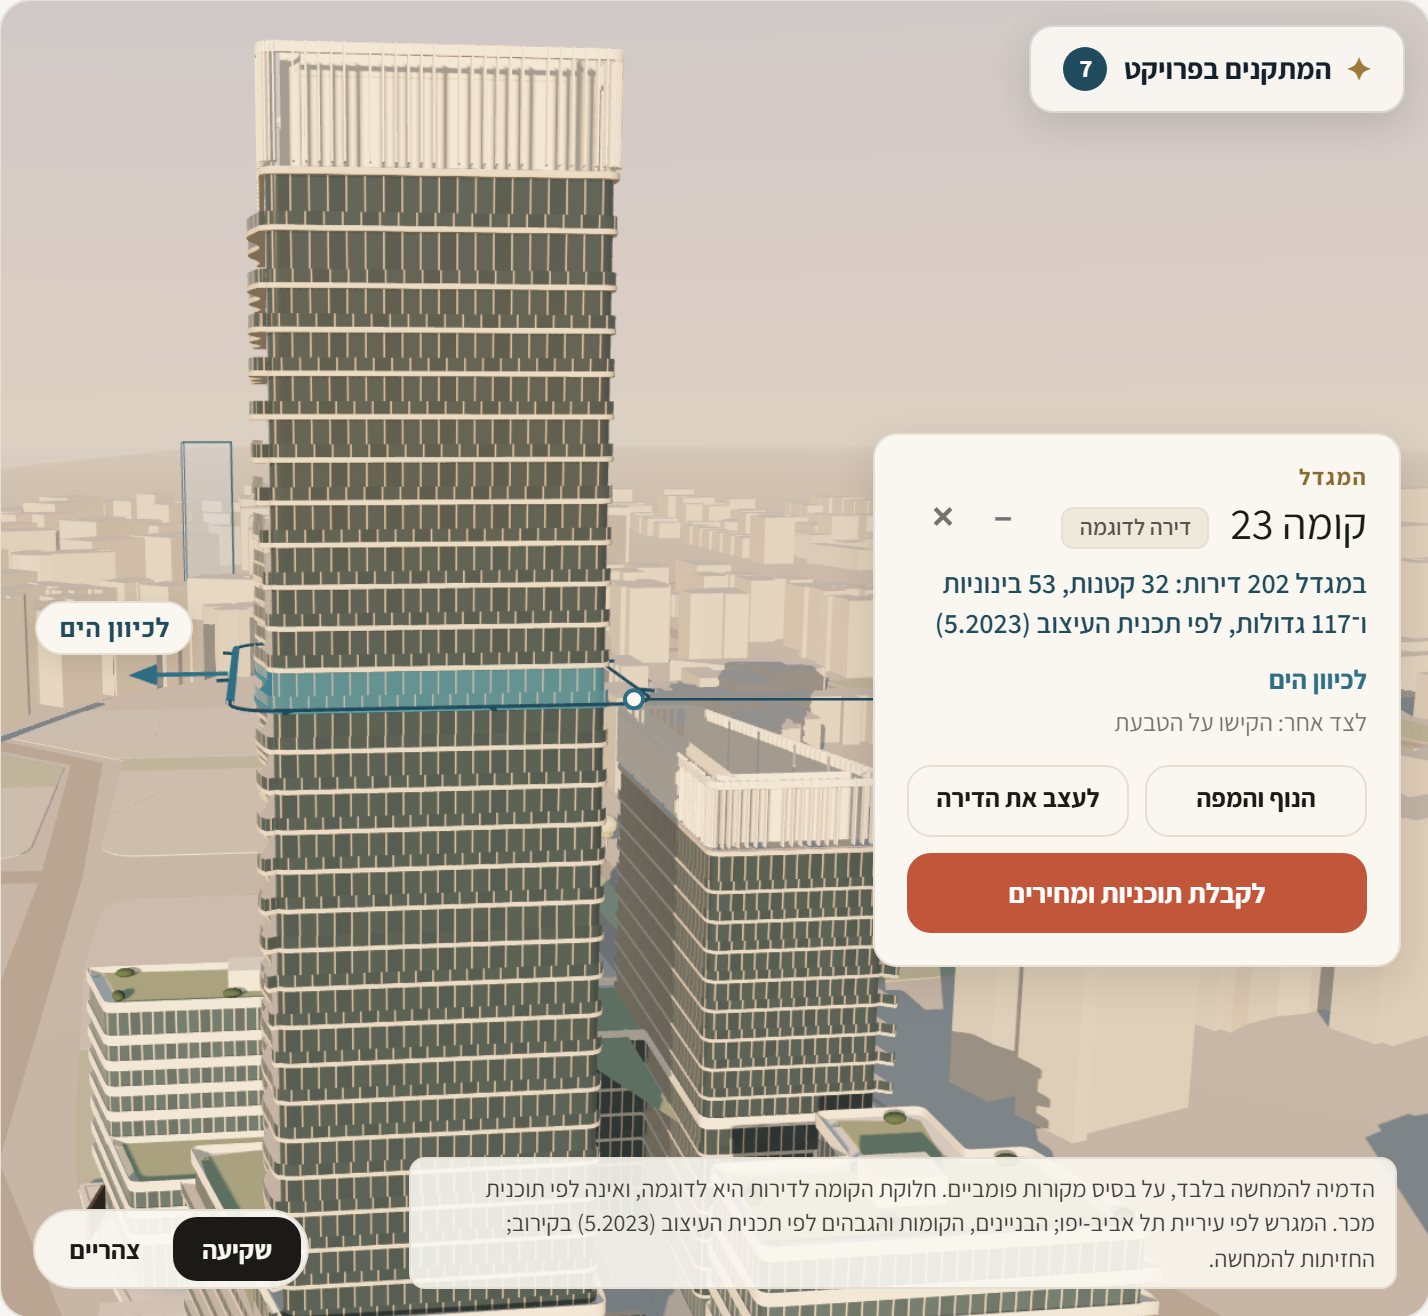 המתקנים בפרויקט 7
המגדל
קומה 23 דירה לדוגמה
במגדל 202 דירות: 32 קטנות, 53 בינוניות
ו־117 גדולות, לפי תכנית העיצוב (5.2023)
לכיוון הים
לצד אחר: הקישו על הטבעת
הנוף והמפה
לעצב את הדירה
לקבלת תוכניות ומחירים
לכיוון הים
הדמיה להמחשה בלבד, על בסיס מקורות פומביים. חלוקת הקומה לדירות היא לדוגמה, ואינה לפי תוכנית
מכר. המגרש לפי עיריית תל אביב-יפו; הבניינים, הקומות והגבהים לפי תכנית העיצוב (5.2023) בקירוב;
החזיתות להמחשה.
שקיעה
צהריים